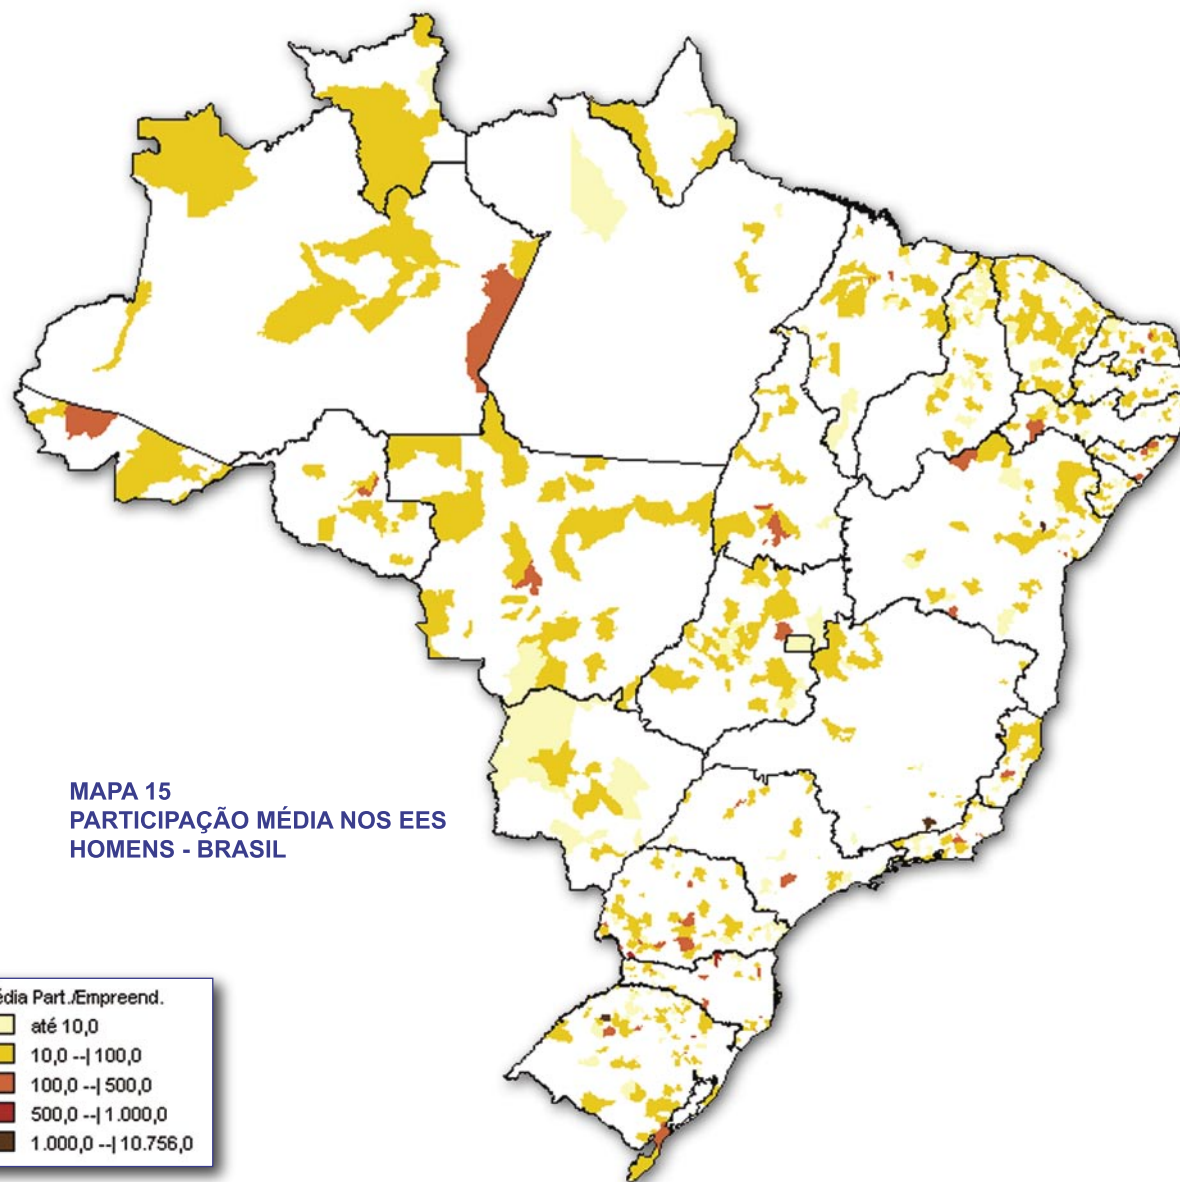 MAPA 15
PARTICIPAÇÃO MÉDIA NOS EES
HOMENS - BRASIL
édia Part./Empreend.
até 10,0
10,0 --| 100,0
100,0 --| 500,0
500,0 --| 1.000,0
1.000,0 --| 10.756,0